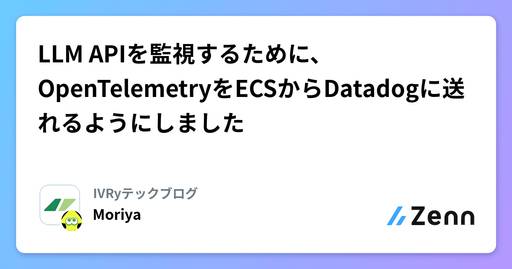 LLM APIを監視するために、
OpenTelemetryをECSからDatadogに送
れるようにしました
IVRyテックブログ
Moriya
Zenn